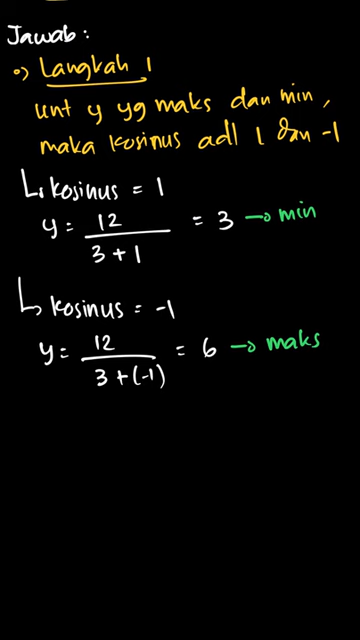 Jawab :
o) Langkah 1
unt y yg maks dan min,
maka kosinus adl 1 dan -1
↳ kosinus = 1
y = 12 / 3 + 1 = 3 → min
↳ kosinus = -1
y = 12 / 3 + (-1) = 6 → maks